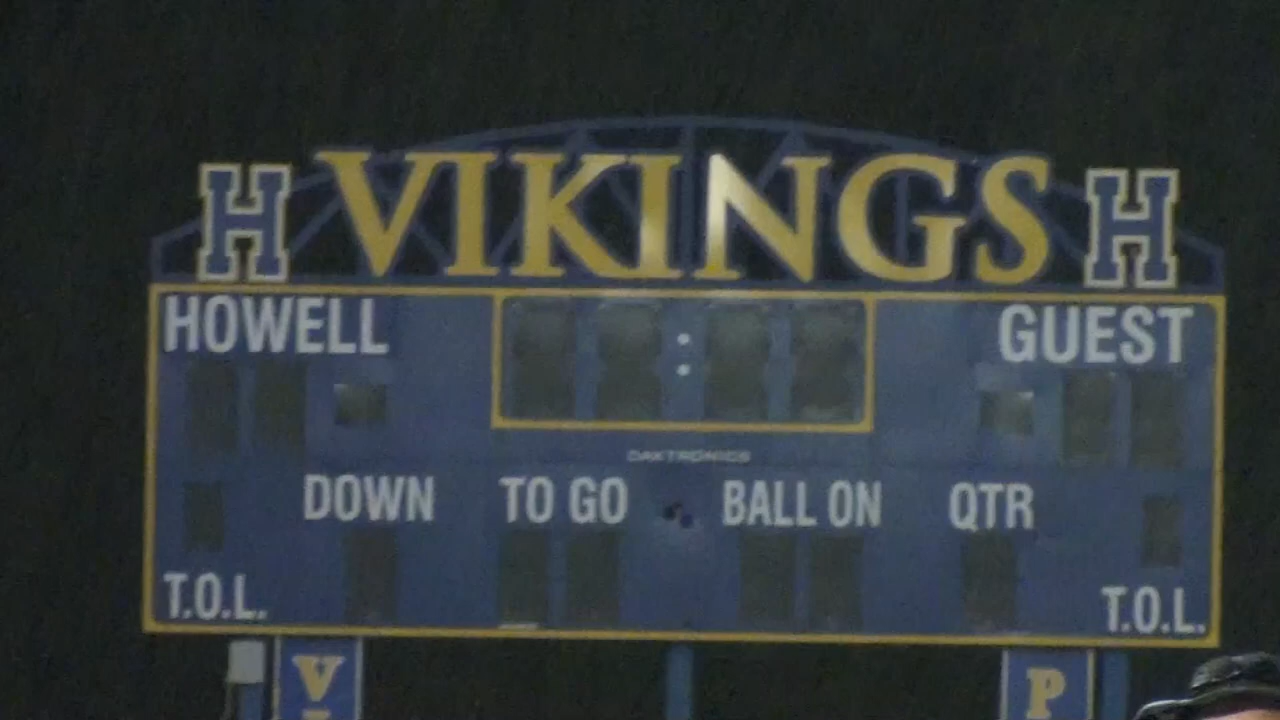 H VIKINGS H
HOWELL : GUEST
DAKTRONICS
DOWN TO GO BALL ON QTR
T.O.L. T.O.L.
V P